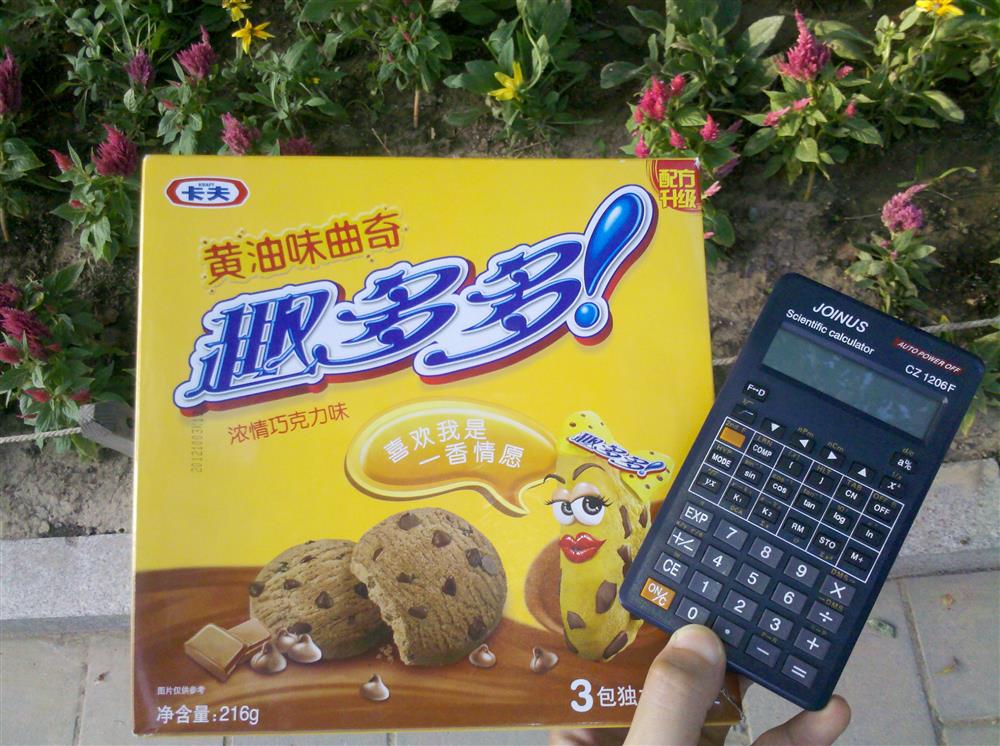 KRAFT
卡夫
配方
升级
黄油味曲奇
趣多多!
浓情巧克力味
喜欢我是
一香情愿
趣多多!
图片仅供参考
净含量:216g
3包独
JOINUS
Scientific calculator
AUTO POWER OFF
CZ 1206F
F↔D
a%
COMP
CN
OFF
MODE
sin
cos
tan
log
ln
yx
K1
K2
RM
STO
M+
EXP
7
8
9
×
+/−
4
5
6
÷
CE
1
2
3
+
ON/C
0
·
−
=